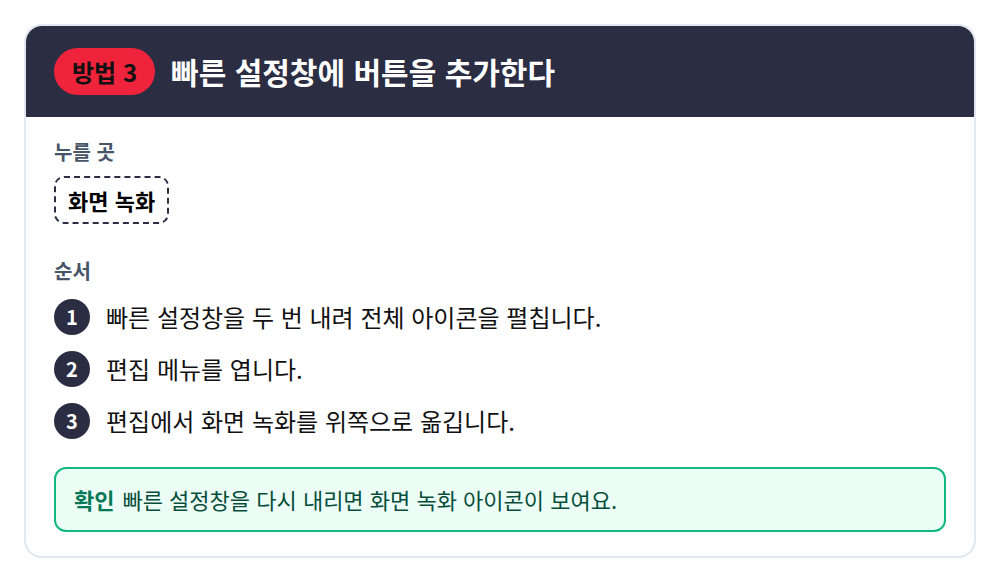 방법 3 빠른 설정창에 버튼을 추가한다
누를 곳
화면 녹화
순서
1 빠른 설정창을 두 번 내려 전체 아이콘을 펼칩니다.
2 편집 메뉴를 엽니다.
3 편집에서 화면 녹화를 위쪽으로 옮깁니다.
확인 빠른 설정창을 다시 내리면 화면 녹화 아이콘이 보여요.